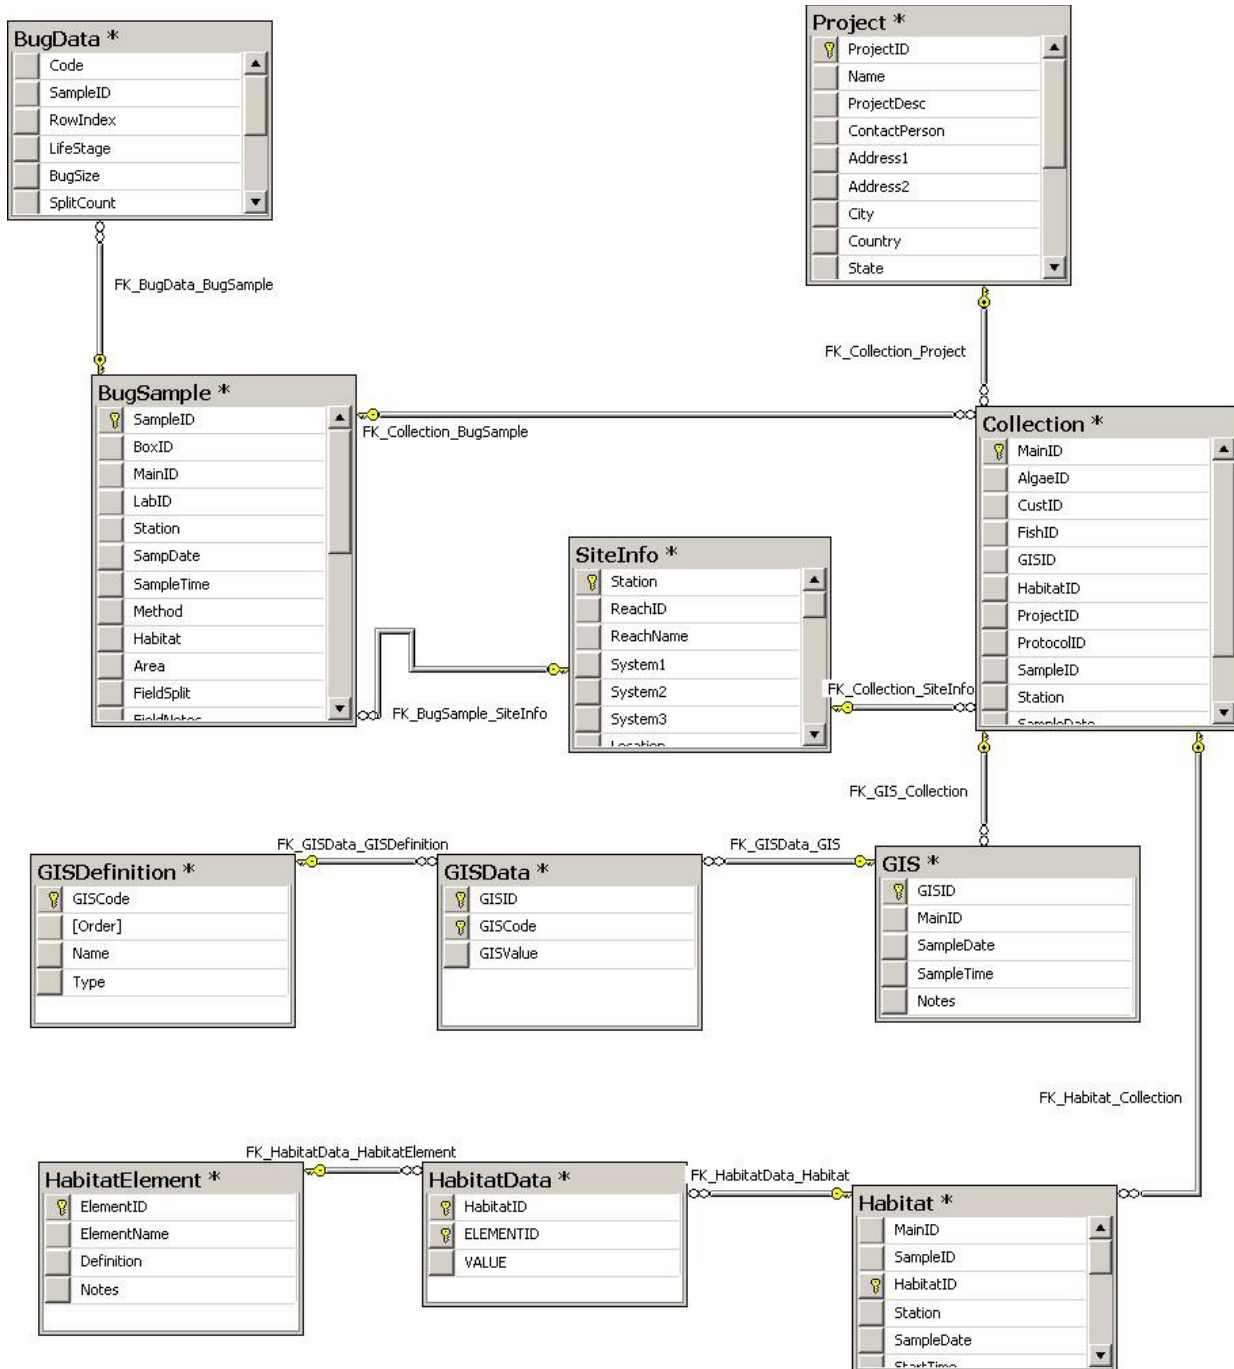 BugData *
Code
SampleID
RowIndex
LifeStage
BugSize
SplitCount
FK_BugData_BugSample
Project *
ProjectID
Name
ProjectDesc
ContactPerson
Address1
Address2
City
Country
State
FK_Collection_Project
BugSample *
SampleID
BoxID
MainID
LabID
Station
SampDate
SampleTime
Method
Habitat
Area
FieldSplit
FieldNotes
FK_Collection_BugSample
Collection *
MainID
AlgaeID
CustID
FishID
GISID
HabitatID
ProjectID
ProtocolID
SampleID
Station
SampleDate
SiteInfo *
Station
ReachID
ReachName
System1
System2
System3
Location
FK_BugSample_SiteInfo
FK_Collection_SiteInfo
FK_GIS_Collection
FK_GISData_GISDefinition
FK_GISData_GIS
GISDefinition *
GISCode
[Order]
Name
Type
GISData *
GISID
GISCode
GISValue
GIS *
GISID
MainID
SampleDate
SampleTime
Notes
FK_Habitat_Collection
FK_HabitatData_HabitatElement
FK_HabitatData_Habitat
HabitatElement *
ElementID
ElementName
Definition
Notes
HabitatData *
HabitatID
ELEMENTID
VALUE
Habitat *
MainID
SampleID
HabitatID
Station
SampleDate
StartTime